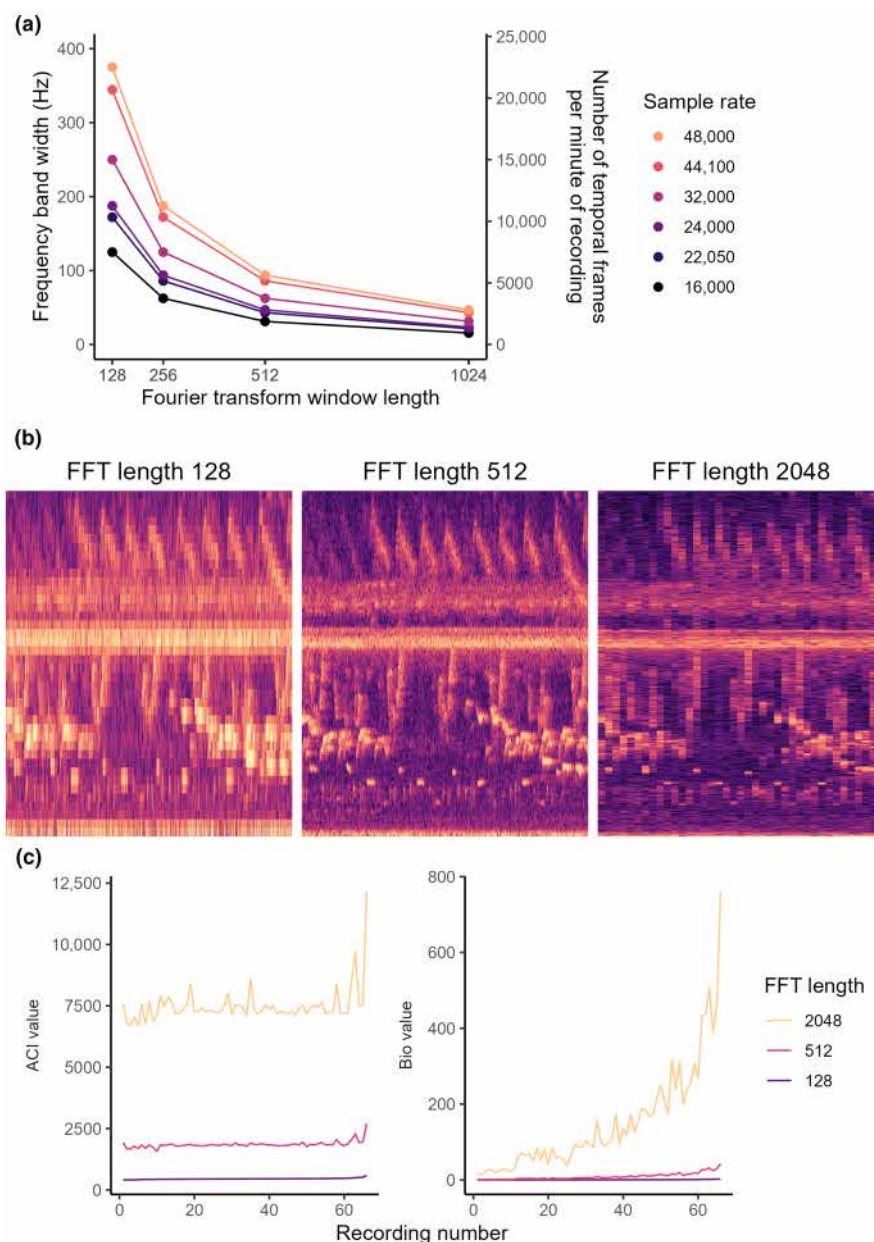 (a)
400
300
200
100
0
Frequency band width (Hz)
25,000
20,000
15,000
10,000
5000
0
Number of temporal frames
per minute of recording
128
256
512
1024
Fourier transform window length
Sample rate
48,000
44,100
32,000
24,000
22,050
16,000
(b)
FFT length 128
FFT length 512
FFT length 2048
(c)
12,500
10,000
7500
5000
2500
0
ACI value
0
20
40
60
800
600
400
200
0
Bio value
0
20
40
60
Recording number
FFT length
2048
512
128